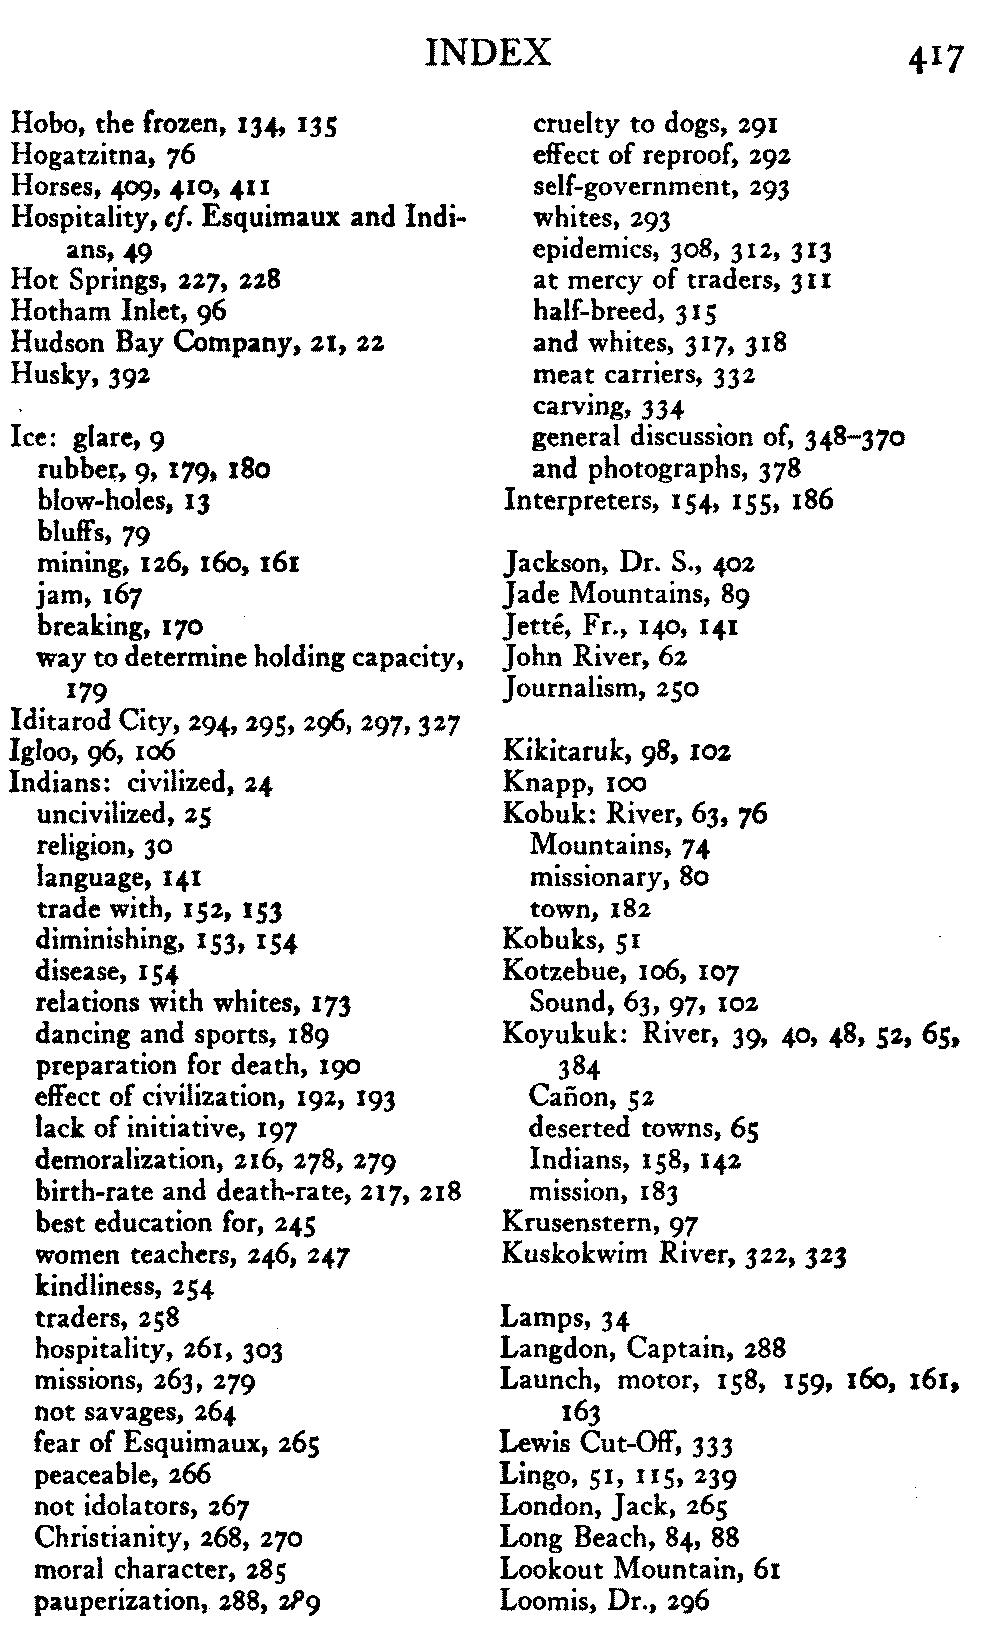 INDEX 417
Hobo, the frozen, 134, 135
Hogatzitna, 76
Horses, 409, 410, 411
Hospitality, cf. Esquimaux and Indi-
ans, 49
Hot Springs, 227, 228
Hotham Inlet, 96
Hudson Bay Company, 21, 22
Husky, 392
Ice: glare, 9
rubber, 9, 179, 180
blow-holes, 13
bluffs, 79
mining, 126, 160, 161
jam, 167
breaking, 170
way to determine holding capacity,
179
Iditarod City, 294, 295, 296, 297, 327
Igloo, 96, 106
Indians: civilized, 24
uncivilized, 25
religion, 30
language, 141
trade with, 152, 153
diminishing, 153, 154
disease, 154
relations with whites, 173
dancing and sports, 189
preparation for death, 190
effect of civilization, 192, 193
lack of initiative, 197
demoralization, 216, 278, 279
birth-rate and death-rate, 217, 218
best education for, 245
women teachers, 246, 247
kindliness, 254
traders, 258
hospitality, 261, 303
missions, 263, 279
not savages, 264
fear of Esquimaux, 265
peaceable, 266
not idolators, 267
Christianity, 268, 270
moral character, 285
pauperization, 288, 289
cruelty to dogs, 291
effect of reproof, 292
self-government, 293
whites, 293
epidemics, 308, 312, 313
at mercy of traders, 311
half-breed, 315
and whites, 317, 318
meat carriers, 332
carving, 334
general discussion of, 348-370
and photographs, 378
Interpreters, 154, 155, 186
Jackson, Dr. S., 402
Jade Mountains, 89
Jetté, Fr., 140, 141
John River, 62
Journalism, 250
Kikitaruk, 98, 102
Knapp, 100
Kobuk: River, 63, 76
Mountains, 74
missionary, 80
town, 182
Kobuks, 51
Kotzebue, 106, 107
Sound, 63, 97, 102
Koyukuk: River, 39, 40, 48, 52, 65,
384
Cañon, 52
deserted towns, 65
Indians, 158, 142
mission, 183
Krusenstern, 97
Kuskokwim River, 322, 323
Lamps, 34
Langdon, Captain, 288
Launch, motor, 158, 159, 160, 161,
163
Lewis Cut-Off, 333
Lingo, 51, 115, 239
London, Jack, 265
Long Beach, 84, 88
Lookout Mountain, 61
Loomis, Dr., 296